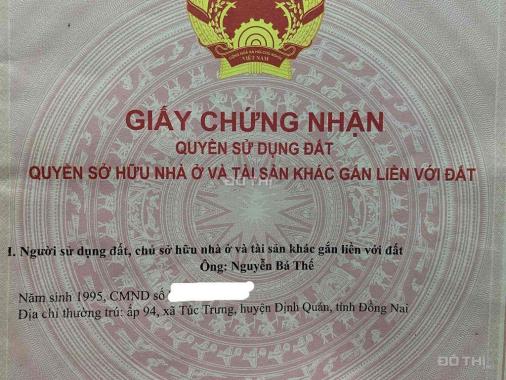 VIỆT NAM
GIẤY CHỨNG NHẬN
QUYỀN SỬ DỤNG ĐẤT
QUYỀN SỞ HỮU NHÀ Ở VÀ TÀI SẢN KHÁC GẮN LIỀN VỚI ĐẤT
I. Người sử dụng đất, chủ sở hữu nhà ở và tài sản khác gắn liền với đất
Ông: Nguyễn Bá Thế
Năm sinh 1995, CMND số
Địa chỉ thường trú: ấp 94, xã Túc Trưng, huyện Định Quán, tỉnh Đồng Nai